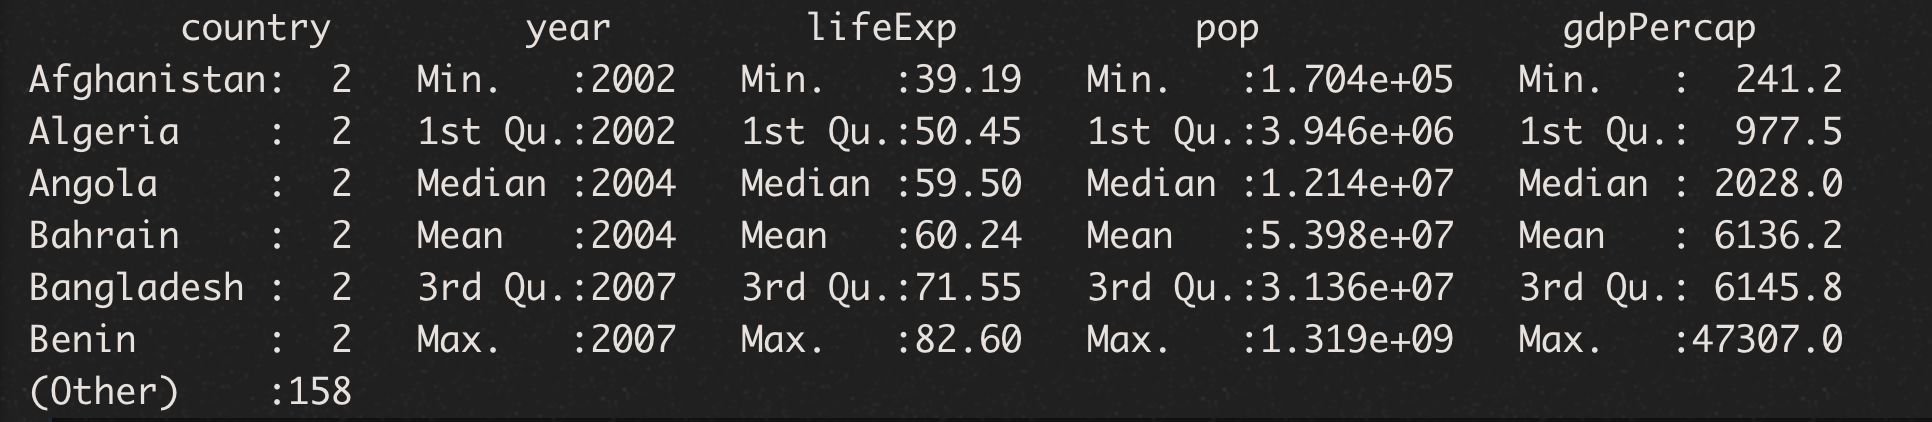 country year lifeExp pop gdpPercap
Afghanistan:  2 Min.   :2002 Min.   :39.19 Min.   :1.704e+05 Min.   :  241.2
Algeria    :  2 1st Qu.:2002 1st Qu.:50.45 1st Qu.:3.946e+06 1st Qu.:  977.5
Angola     :  2 Median :2004 Median :59.50 Median :1.214e+07 Median : 2028.0
Bahrain    :  2 Mean   :2004 Mean   :60.24 Mean   :5.398e+07 Mean   : 6136.2
Bangladesh :  2 3rd Qu.:2007 3rd Qu.:71.55 3rd Qu.:3.136e+07 3rd Qu.: 6145.8
Benin      :  2 Max.   :2007 Max.   :82.60 Max.   :1.319e+09 Max.   :47307.0
(Other)    :158